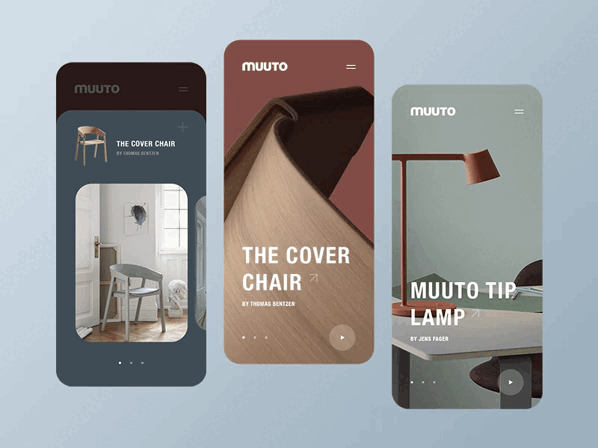 muuto
THE COVER CHAIR
BY THOMAS BENTZEN
muuto
THE COVER
CHAIR
BY THOMAS BENTZEN
muuto
MUUTO TIP
LAMP
BY JENS FAGER